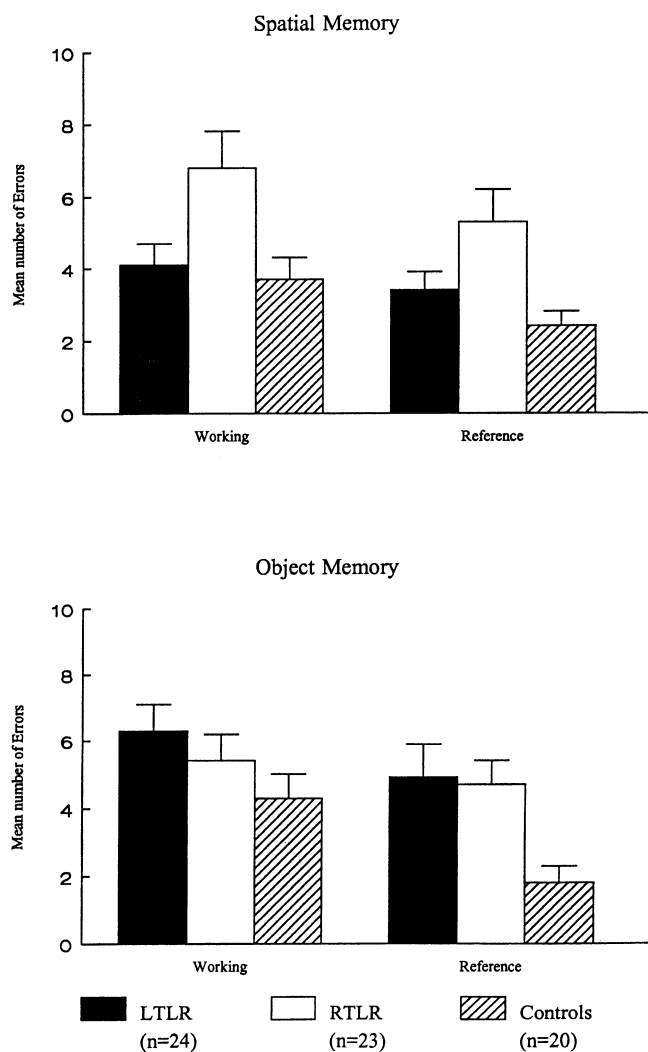 Spatial Memory
10
8
6
4
2
0
Mean number of Errors
Working
Reference
Object Memory
10
8
6
4
2
0
Mean number of Errors
Working
Reference
LTLR
(n=24)
RTLR
(n=23)
Controls
(n=20)